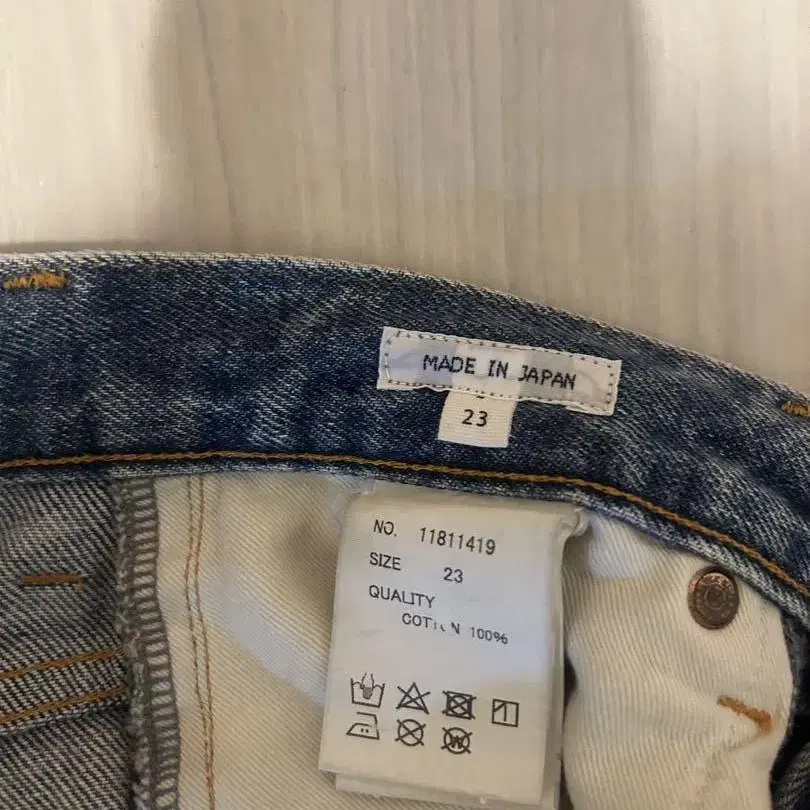 MADE IN JAPAN
23
NO. 11811419
SIZE 23
QUALITY
COTTON 100%
W